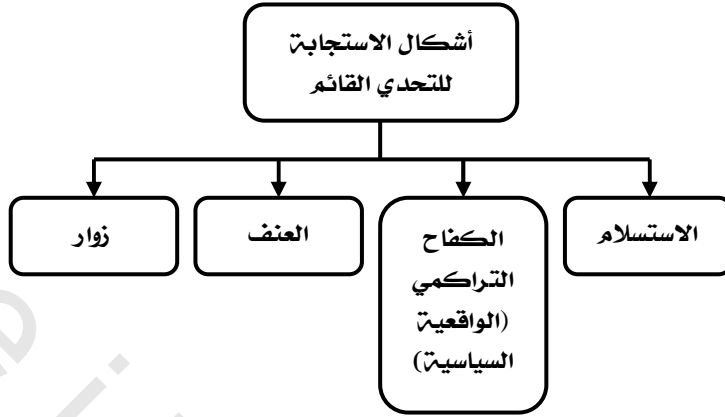 أشكال الاستجابة
للتحدي القائم
الاستسلام
الكفاح
التراكمي
(الواقعية
السياسية)
العنف
زوار